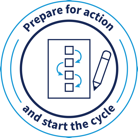 Prepare for action
and start the cycle